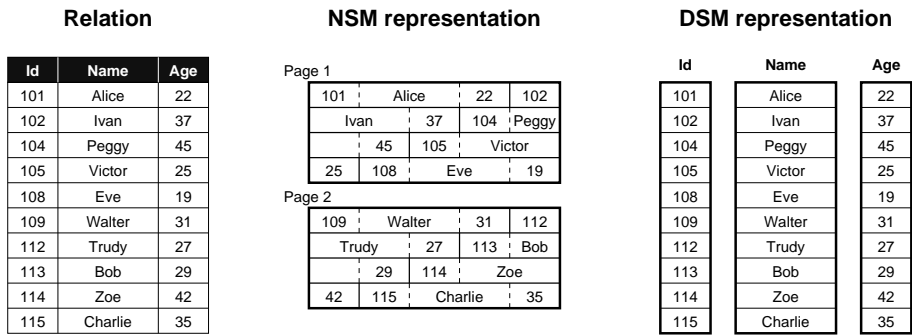 Relation
Id Name Age
101 Alice 22
102 Ivan 37
104 Peggy 45
105 Victor 25
108 Eve 19
109 Walter 31
112 Trudy 27
113 Bob 29
114 Zoe 42
115 Charlie 35
NSM representation
Page 1
101 Alice 22 102
Ivan 37 104 Peggy
45 105 Victor
25 108 Eve 19
Page 2
109 Walter 31 112
Trudy 27 113 Bob
29 114 Zoe
42 115 Charlie 35
DSM representation
Id Name Age
101 Alice 22
102 Ivan 37
104 Peggy 45
105 Victor 25
108 Eve 19
109 Walter 31
112 Trudy 27
113 Bob 29
114 Zoe 42
115 Charlie 35